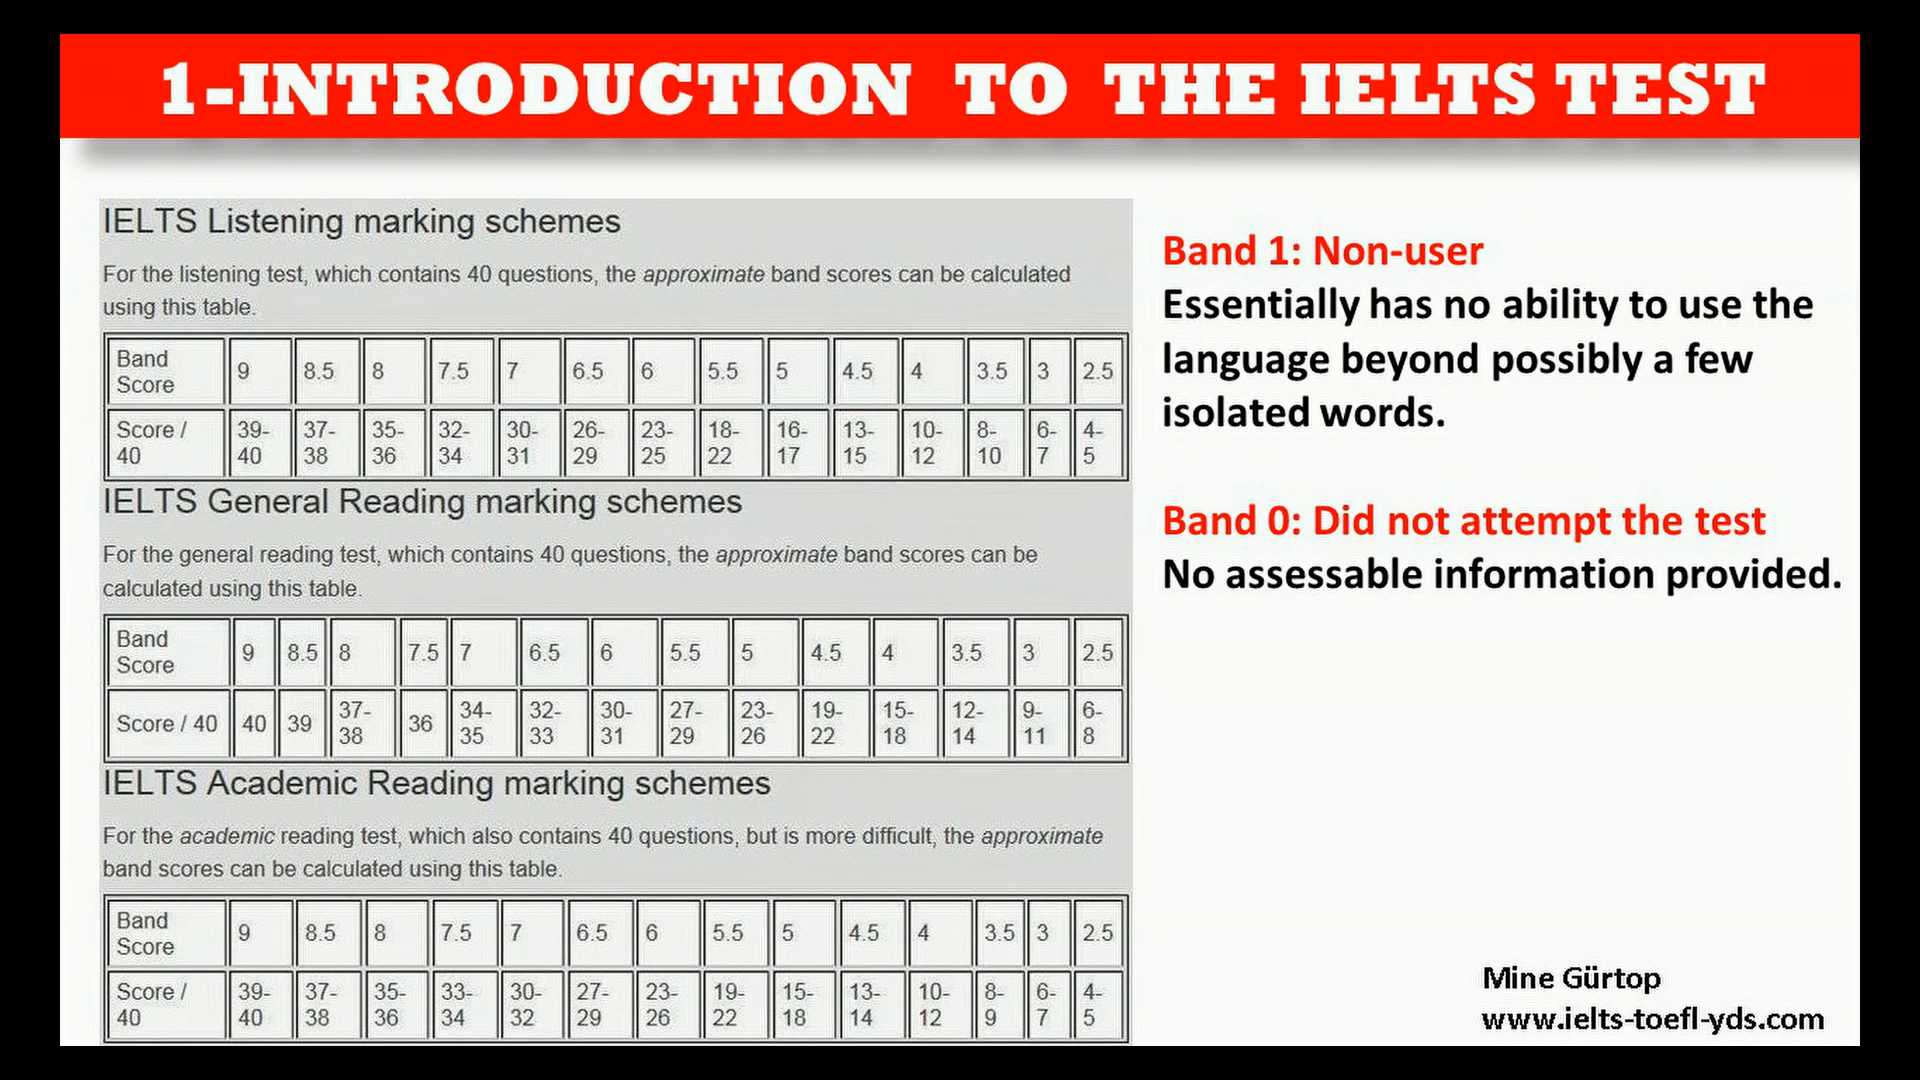 1-INTRODUCTION TO THE IELTS TEST
IELTS Listening marking schemes
For the listening test, which contains 40 questions, the approximate band scores can be calculated
using this table.
Band Score 9 8.5 8 7.5 7 6.5 6 5.5 5 4.5 4 3.5 3 2.5
Score / 40 39-40 37-38 35-36 32-34 30-31 26-29 23-25 18-22 16-17 13-15 10-12 8-10 6-7 4-5
IELTS General Reading marking schemes
For the general reading test, which contains 40 questions, the approximate band scores can be
calculated using this table.
Band Score 9 8.5 8 7.5 7 6.5 6 5.5 5 4.5 4 3.5 3 2.5
Score / 40 40 39 37-38 36 34-35 32-33 30-31 27-29 23-26 19-22 15-18 12-14 9-11 6-8
IELTS Academic Reading marking schemes
For the academic reading test, which also contains 40 questions, but is more difficult, the approximate
band scores can be calculated using this table.
Band Score 9 8.5 8 7.5 7 6.5 6 5.5 5 4.5 4 3.5 3 2.5
Score / 40 39-40 37-38 35-36 33-34 30-32 27-29 23-26 19-22 15-18 13-14 10-12 8-9 6-7 4-5
Band 1: Non-user
Essentially has no ability to use the
language beyond possibly a few
isolated words.
Band 0: Did not attempt the test
No assessable information provided.
Mine Gürtop
www.ielts-toefl-yds.com